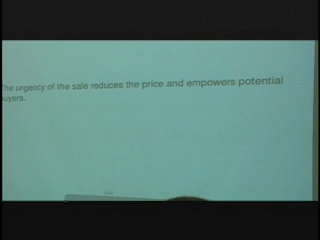 The urgency of the sale reduces the price and empowers potential
buyers.